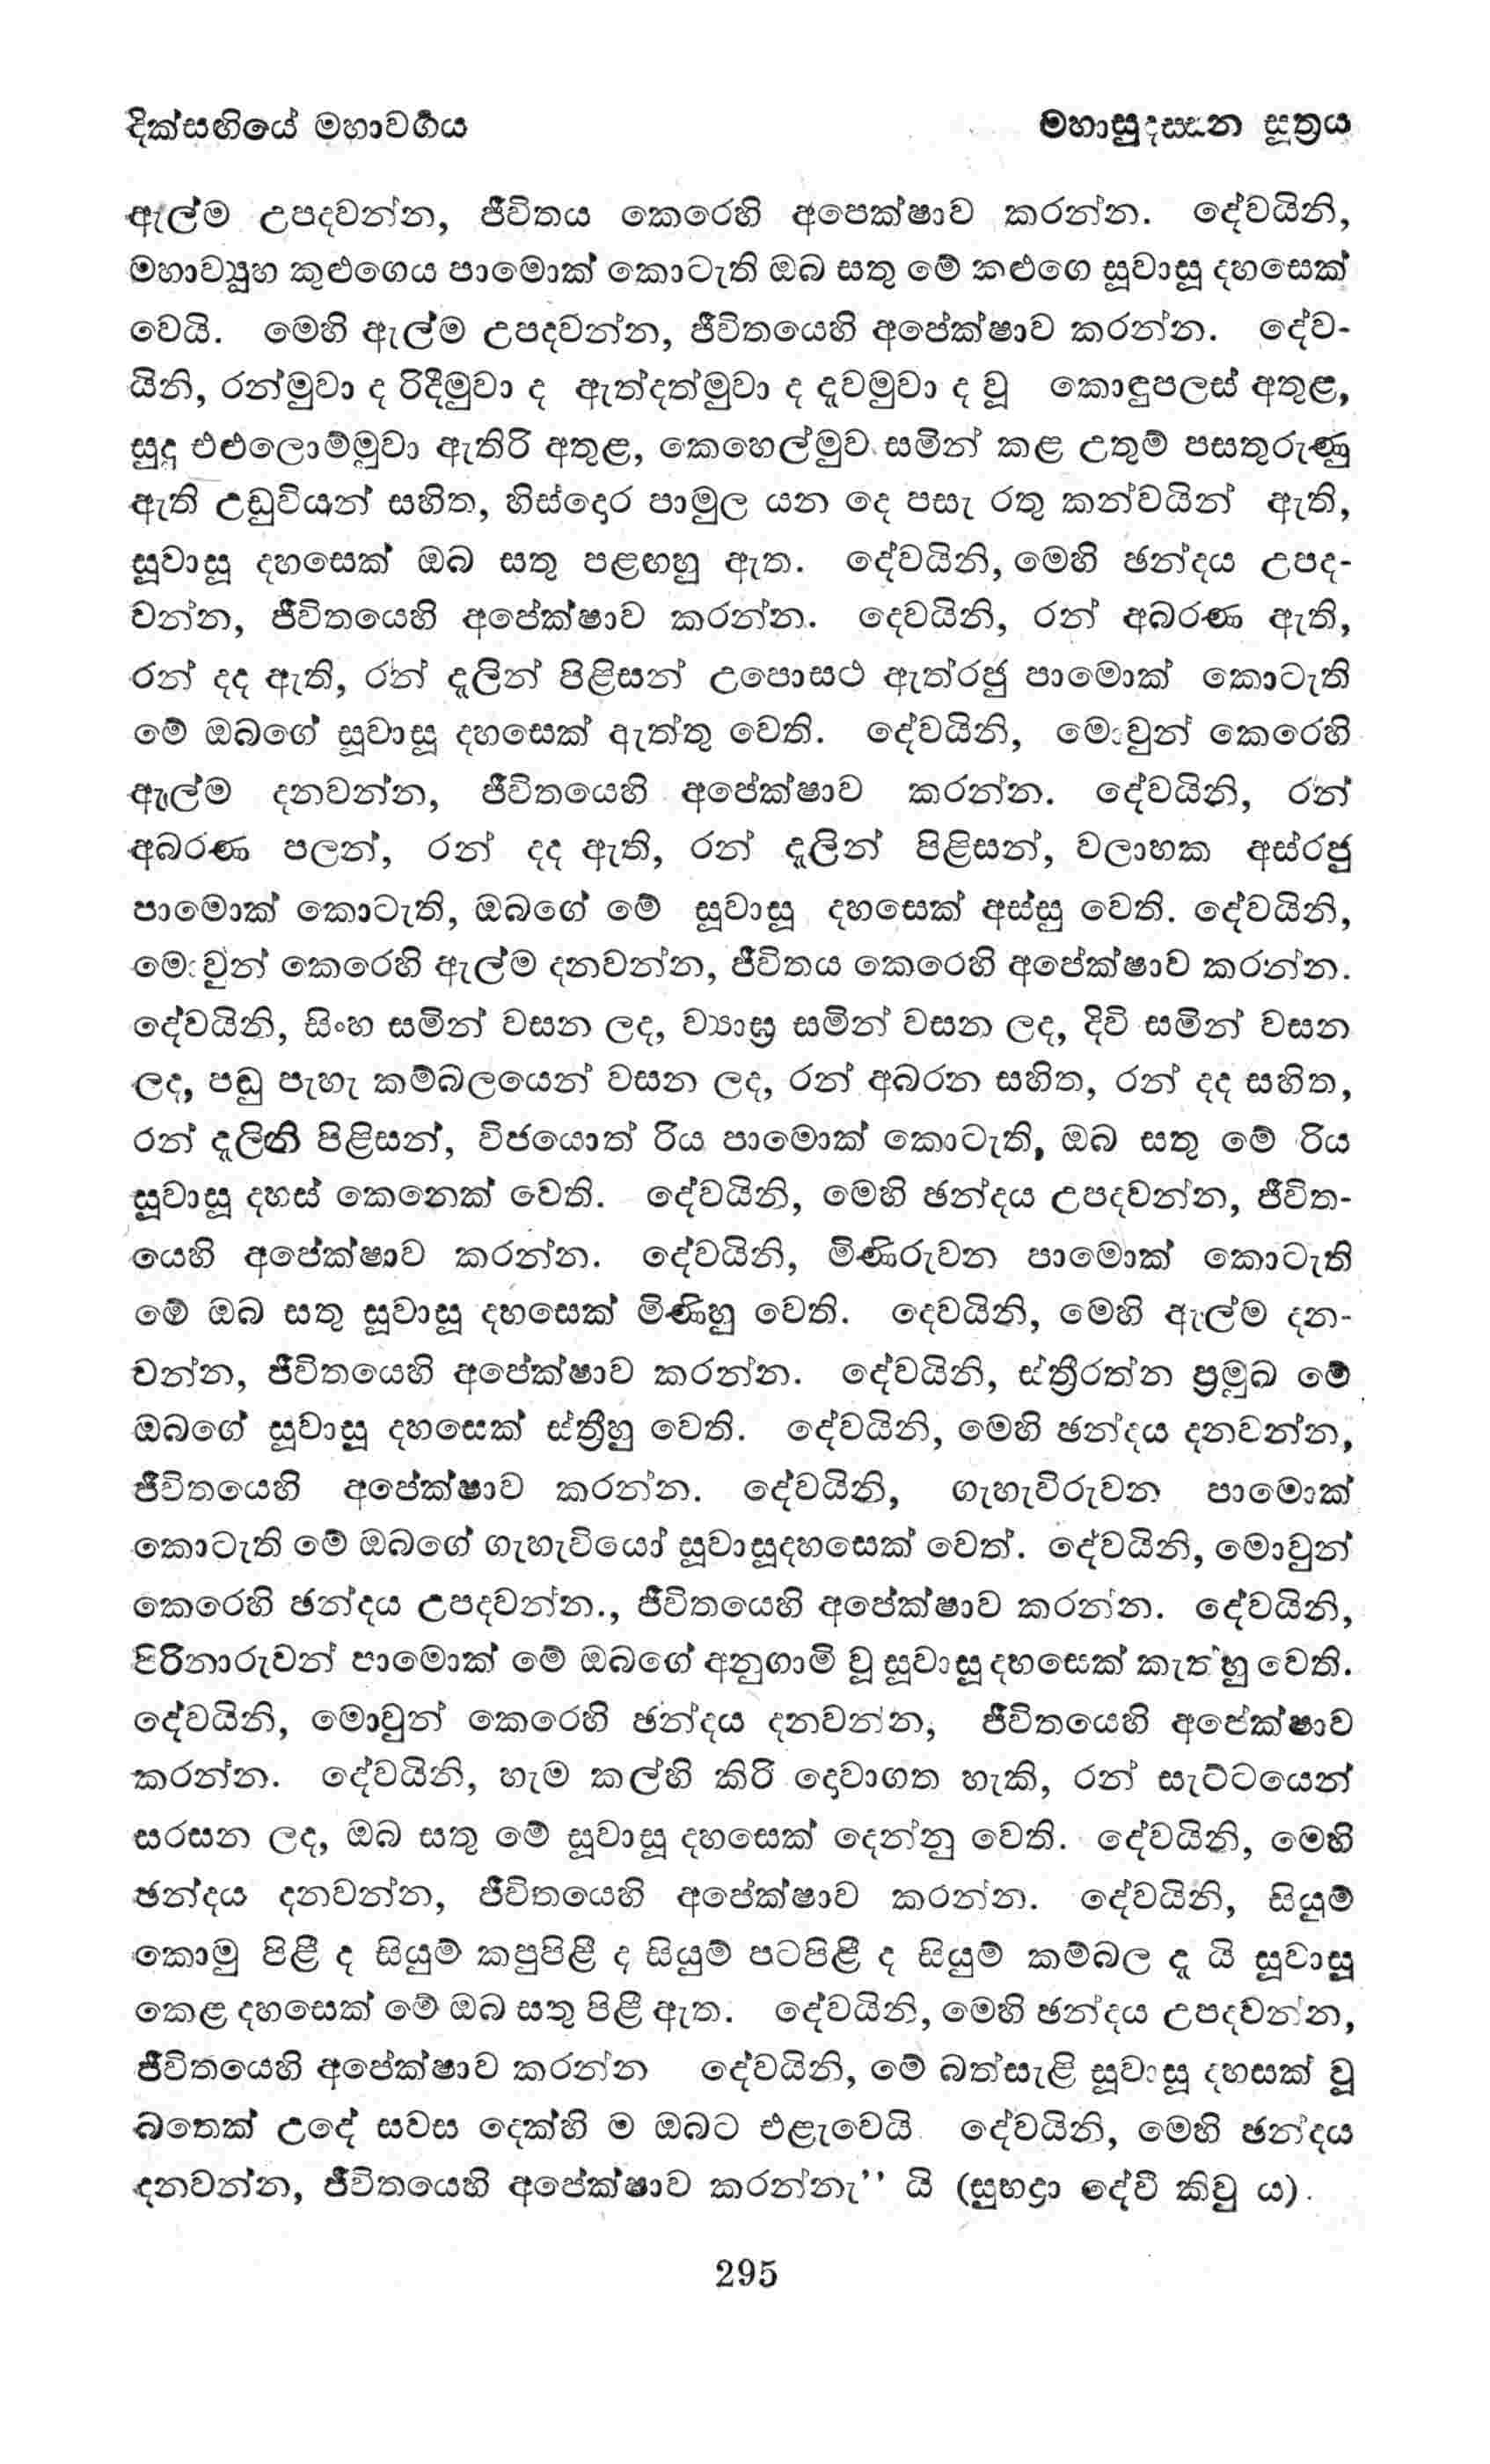 දික්සඟියේ මහාවර්‍ගය
මහාසුදස්සන සූත්‍රය
ඇල්ම උපදවන්න, ජීවිතය කෙරෙහි අපෙක්ෂාව කරන්න. දේවයිනි,
මහාව්‍යූහ කුළුගෙය පාමොක් කොටැති ඔබ සතු මේ කළුගෙ සූවාසූ දහසෙක්
වෙයි. මෙහි ඇල්ම උපදවන්න, ජීවිතයෙහි අපේක්ෂාව කරන්න. දේව-
යිනි, රන්මුවා ද රිදීමුවා ද ඇත්දත්මුවා ද දැවමුවා ද වූ කොඳුපලස් අතුළ,
සුදු එළුලොම්මුවා ඇතිරි අතුළ, කෙහෙල්මුව සමින් කළ උතුම් පසතුරුණු
ඇති උඩුවියන් සහිත, හිස්දොර පාමුල යන දෙ පසැ රතු කන්වයින් ඇති,
සූවාසූ දහසෙක් ඔබ සතු පළඟහු ඇත. දේවයිනි, මෙහි ඡන්දය උපද-
වන්න, ජීවිතයෙහි අපේක්ෂාව කරන්න. දෙවයිනි, රන් අබරණ ඇති,
රන් දද ඇති, රන් දැලින් පිළිසන් උපොසථ ඇත්රජු පාමොක් කොටැති
මේ ඔබගේ සූවාසූ දහසෙක් ඇත්තු වෙති. දේවයිනි, මොවුන් කෙරෙහි
ඇල්ම දනවන්න, ජීවිතයෙහි අපේක්ෂාව කරන්න. දේවයිනි, රන්
අබරණ පලන්, රන් දද ඇති, රන් දැලින් පිළිසන්, වලාහක අස්රජු
පාමොක් කොටැති, ඔබගේ මේ සූවාසූ දහසෙක් අස්සු වෙති. දේවයිනි,
මොවුන් කෙරෙහි ඇල්ම දනවන්න, ජීවිතය කෙරෙහි අපේක්ෂාව කරන්න.
දේවයිනි, සිංහ සමින් වසන ලද, ව්‍යාඝ්‍ර සමින් වසන ලද, දිවි සමින් වසන
ලද, පඬු පැහැ කම්බලයෙන් වසන ලද, රන් අබරන සහිත, රන් දද සහිත,
රන් දැලිනි පිළිසන්, විජයොත් රිය පාමොක් කොටැති, ඔබ සතු මේ රිය
සූවාසූ දහස් කෙනෙක් වෙති. දේවයිනි, මෙහි ඡන්දය උපදවන්න, ජීවිත-
යෙහි අපේක්ෂාව කරන්න. දේවයිනි, මිණිරුවන පාමොක් කොටැති
මේ ඔබ සතු සූවාසූ දහසෙක් මිණිහු වෙති. දෙවයිනි, මෙහි ඇල්ම දන-
වන්න, ජීවිතයෙහි අපේක්ෂාව කරන්න. දේවයිනි, ස්ත්‍රීරත්න ප්‍රමුඛ මේ
ඔබගේ සූවාසූ දහසෙක් ස්ත්‍රීහු වෙති. දේවයිනි, මෙහි ඡන්දය දනවන්න,
ජීවිතයෙහි අපේක්ෂාව කරන්න. දේවයිනි, ගැහැවිරුවන පාමොක්
කොටැති මේ ඔබගේ ගැහැවියෝ සූවාසූදහසෙක් වෙත්. දේවයිනි, මොවුන්
කෙරෙහි ඡන්දය උපදවන්න., ජීවිතයෙහි අපේක්ෂාව කරන්න. දේවයිනි,
පිරිනාරුවන් පාමොක් මේ ඔබගේ අනුගාමි වූ සූවාසූ දහසෙක් කැත්හු වෙති.
දේවයිනි, මොවුන් කෙරෙහි ඡන්දය දනවන්න, ජීවිතයෙහි අපේක්ෂාව
කරන්න. දේවයිනි, හැම කල්හි කිරි දොවාගත හැකි, රන් සැට්ටයෙන්
සරසන ලද, ඔබ සතු මේ සූවාසූ දහසෙක් දෙන්නු වෙති. දේවයිනි, මෙහි
ඡන්දය දනවන්න, ජීවිතයෙහි අපේක්ෂාව කරන්න. දේවයිනි, සියුම්
කොමු පිළී ද සියුම් කපුපිළී ද සියුම් පටපිළී ද සියුම් කම්බල ද යි සූවාසූ
කෙළ දහසෙක් මේ ඔබ සතු පිළී ඇත. දේවයිනි, මෙහි ඡන්දය උපදවන්න,
ජීවිතයෙහි අපේක්ෂාව කරන්න දේවයිනි, මේ බත්සැළි සූවාසූ දහසක් වූ
බතෙක් උදේ සවස දෙක්හි ම ඔබට එළැවෙයි. දේවයිනි, මෙහි ඡන්දය
දනවන්න, ජීවිතයෙහි අපේක්ෂාව කරන්නැ'' යි (සුභද්‍රා දේවී කිවු ය).
295